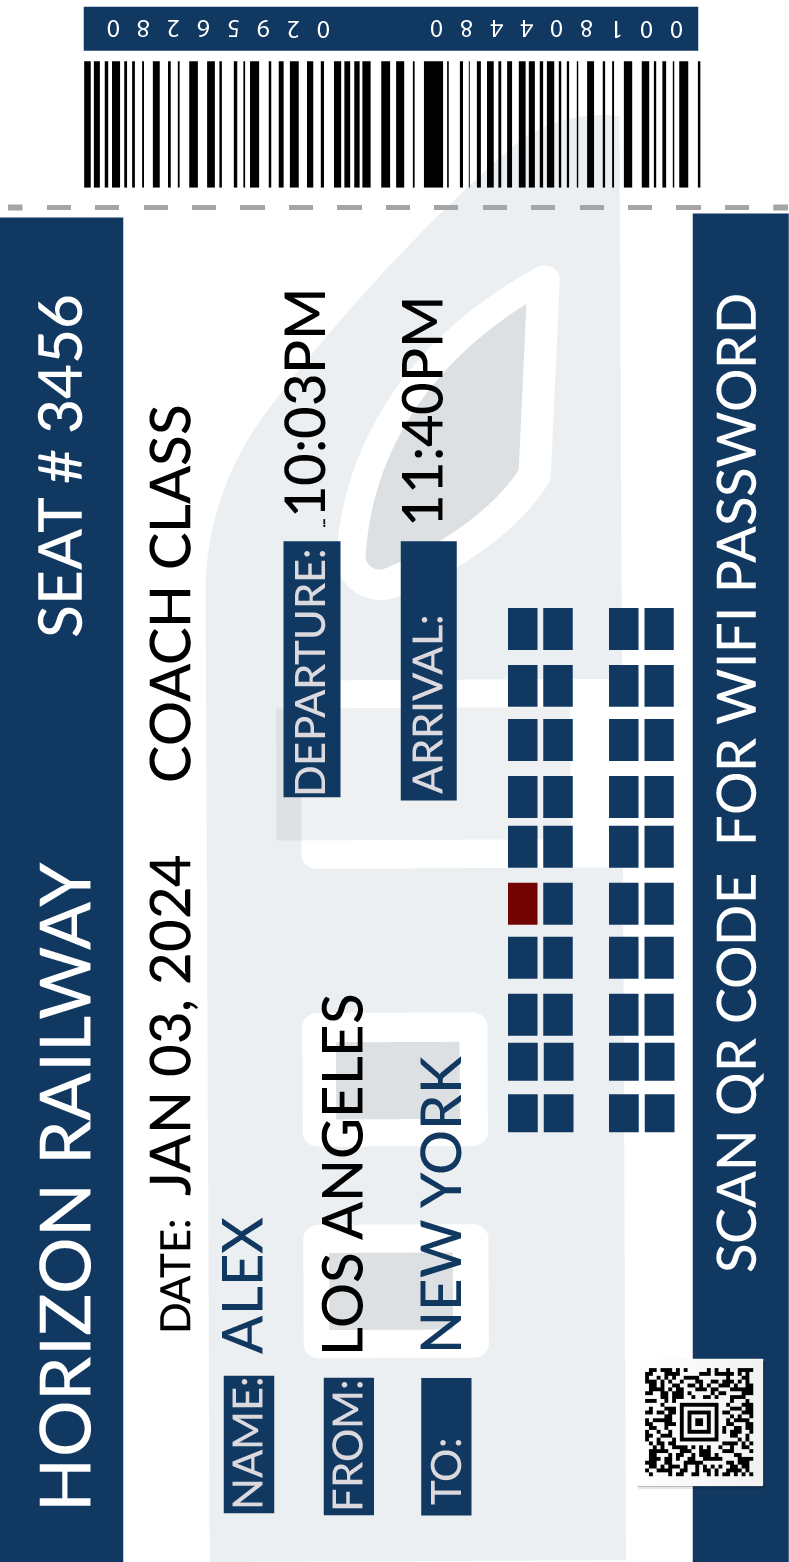 HORIZON RAILWAY SEAT # 3456
DATE: JAN 03, 2024 COACH CLASS
NAME: ALEX
FROM: LOS ANGELES DEPARTURE: 10:03PM
TO: NEW YORK ARRIVAL: 11:40PM
SCAN QR CODE FOR WIFI PASSWORD
0 0 1 8 0 4 4 8 0 0 2 9 5 6 2 8 0